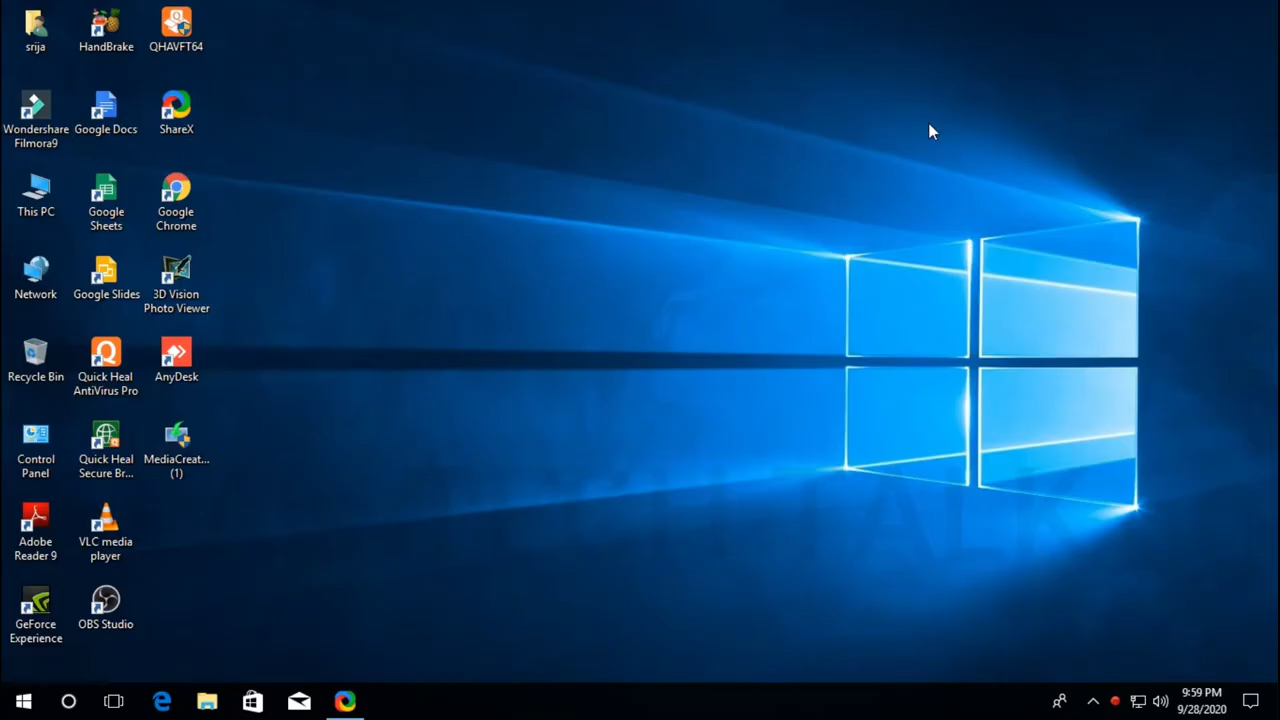 srija
HandBrake
QHAVFT64
Wondershare
Filmora9
Google Docs
ShareX
This PC
Google
Sheets
Google
Chrome
Network
Google Slides
3D Vision
Photo Viewer
Recycle Bin
Quick Heal
AntiVirus Pro
AnyDesk
Control
Panel
Quick Heal
Secure Br...
MediaCreat...
(1)
Adobe
Reader 9
VLC media
player
GeForce
Experience
OBS Studio
9:59 PM
9/28/2020